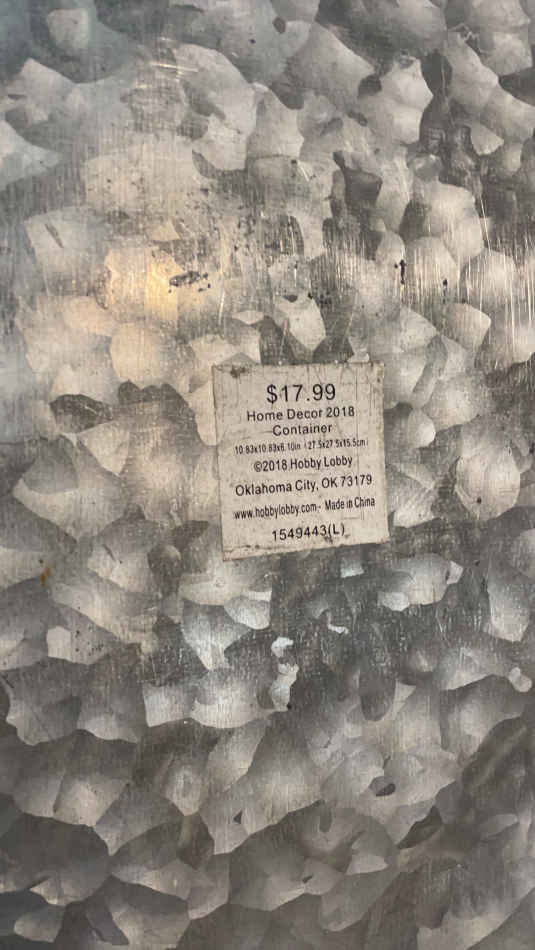 $17.99
Home Decor 2018
Container
10.83x10.83x6.10in（27.5x27.5x15.5cm）
©2018 Hobby Lobby
Oklahoma City, OK 73179
www.hobbylobby.com - Made in China
1549443(L)